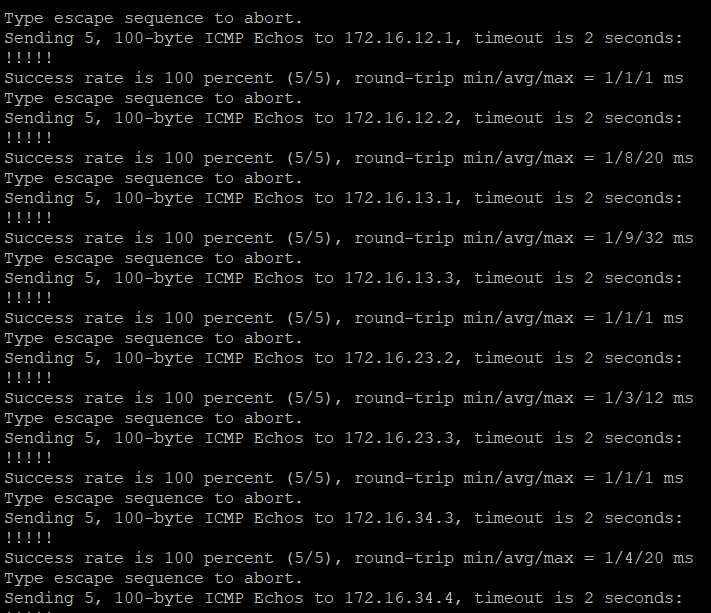 Type escape sequence to abort.
Sending 5, 100-byte ICMP Echos to 172.16.12.1, timeout is 2 seconds:
!!!!!
Success rate is 100 percent (5/5), round-trip min/avg/max = 1/1/1 ms
Type escape sequence to abort.
Sending 5, 100-byte ICMP Echos to 172.16.12.2, timeout is 2 seconds:
!!!!!
Success rate is 100 percent (5/5), round-trip min/avg/max = 1/8/20 ms
Type escape sequence to abort.
Sending 5, 100-byte ICMP Echos to 172.16.13.1, timeout is 2 seconds:
!!!!!
Success rate is 100 percent (5/5), round-trip min/avg/max = 1/9/32 ms
Type escape sequence to abort.
Sending 5, 100-byte ICMP Echos to 172.16.13.3, timeout is 2 seconds:
!!!!!
Success rate is 100 percent (5/5), round-trip min/avg/max = 1/1/1 ms
Type escape sequence to abort.
Sending 5, 100-byte ICMP Echos to 172.16.23.2, timeout is 2 seconds:
!!!!!
Success rate is 100 percent (5/5), round-trip min/avg/max = 1/3/12 ms
Type escape sequence to abort.
Sending 5, 100-byte ICMP Echos to 172.16.23.3, timeout is 2 seconds:
!!!!!
Success rate is 100 percent (5/5), round-trip min/avg/max = 1/1/1 ms
Type escape sequence to abort.
Sending 5, 100-byte ICMP Echos to 172.16.34.3, timeout is 2 seconds:
!!!!!
Success rate is 100 percent (5/5), round-trip min/avg/max = 1/4/20 ms
Type escape sequence to abort.
Sending 5, 100-byte ICMP Echos to 172.16.34.4, timeout is 2 seconds: